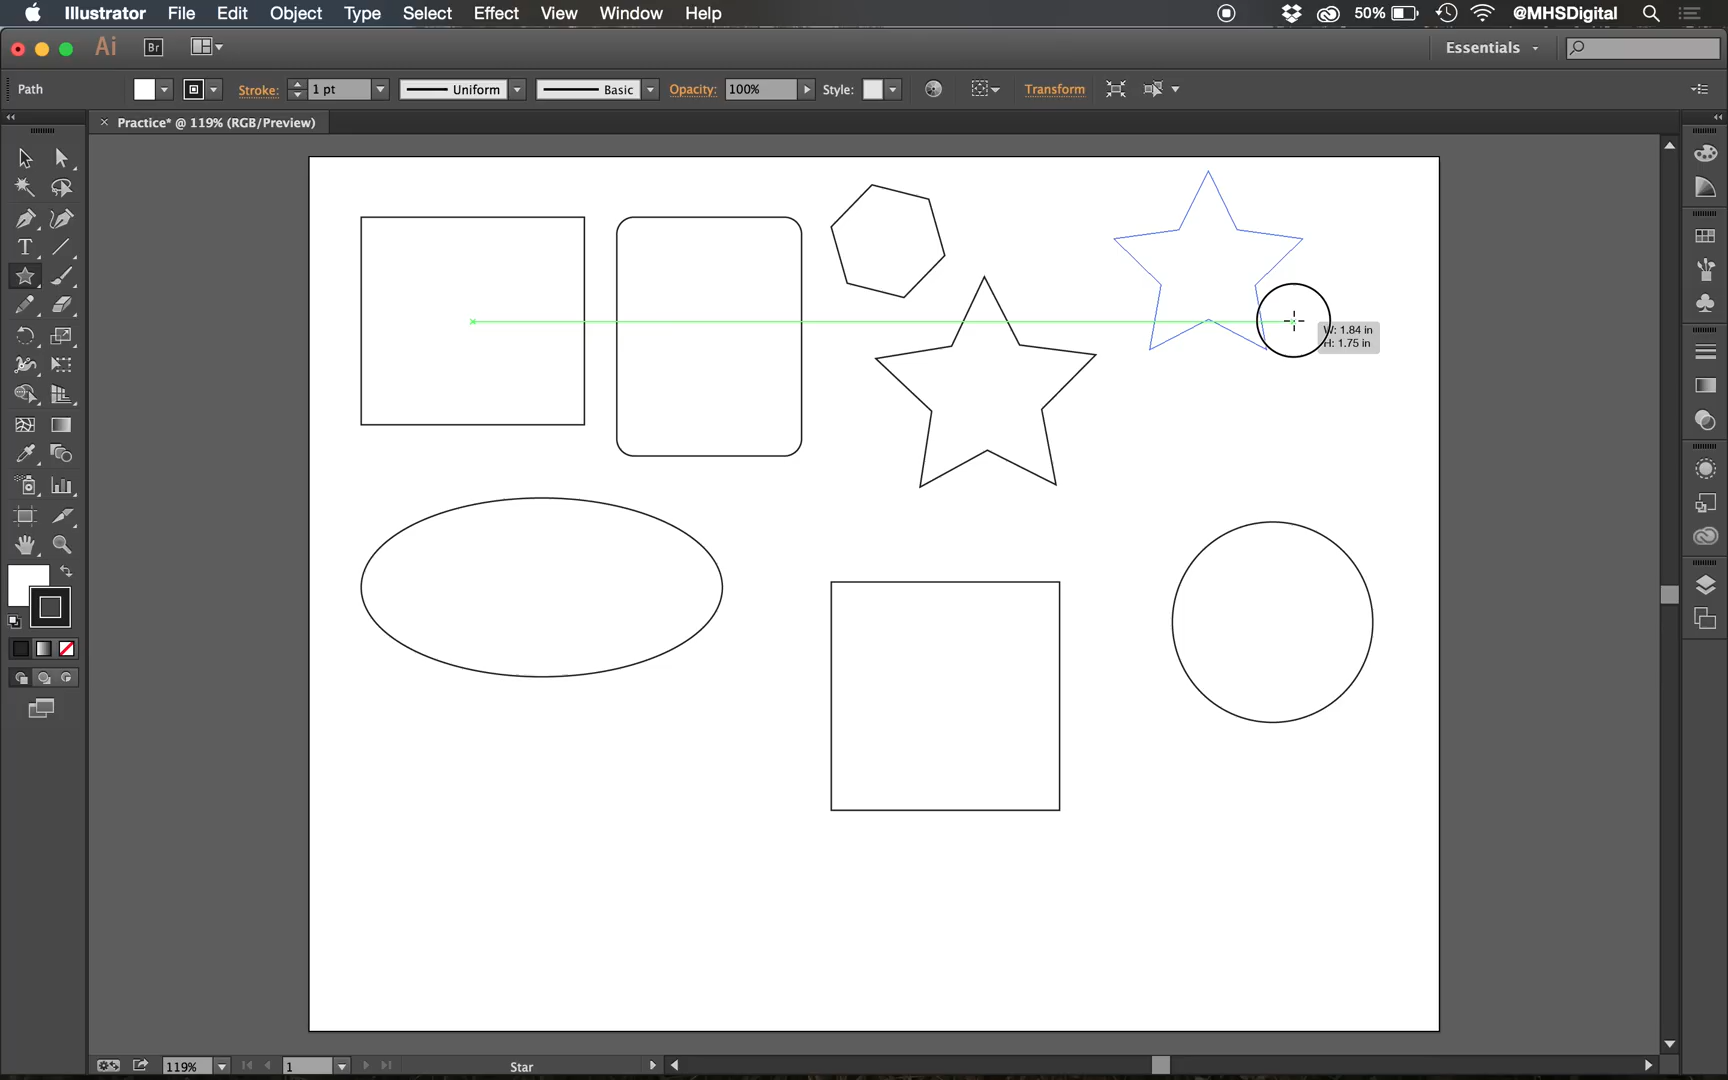 Illustrator File Edit Object Type Select Effect View Window Help 50% @MHSDigital
Ai Br Essentials
Path Stroke: 1 pt Uniform Basic Opacity: 100% Style: Transform
× Practice* @ 119% (RGB/Preview)
T
W: 1.84 in
H: 1.75 in
119% 1 Star